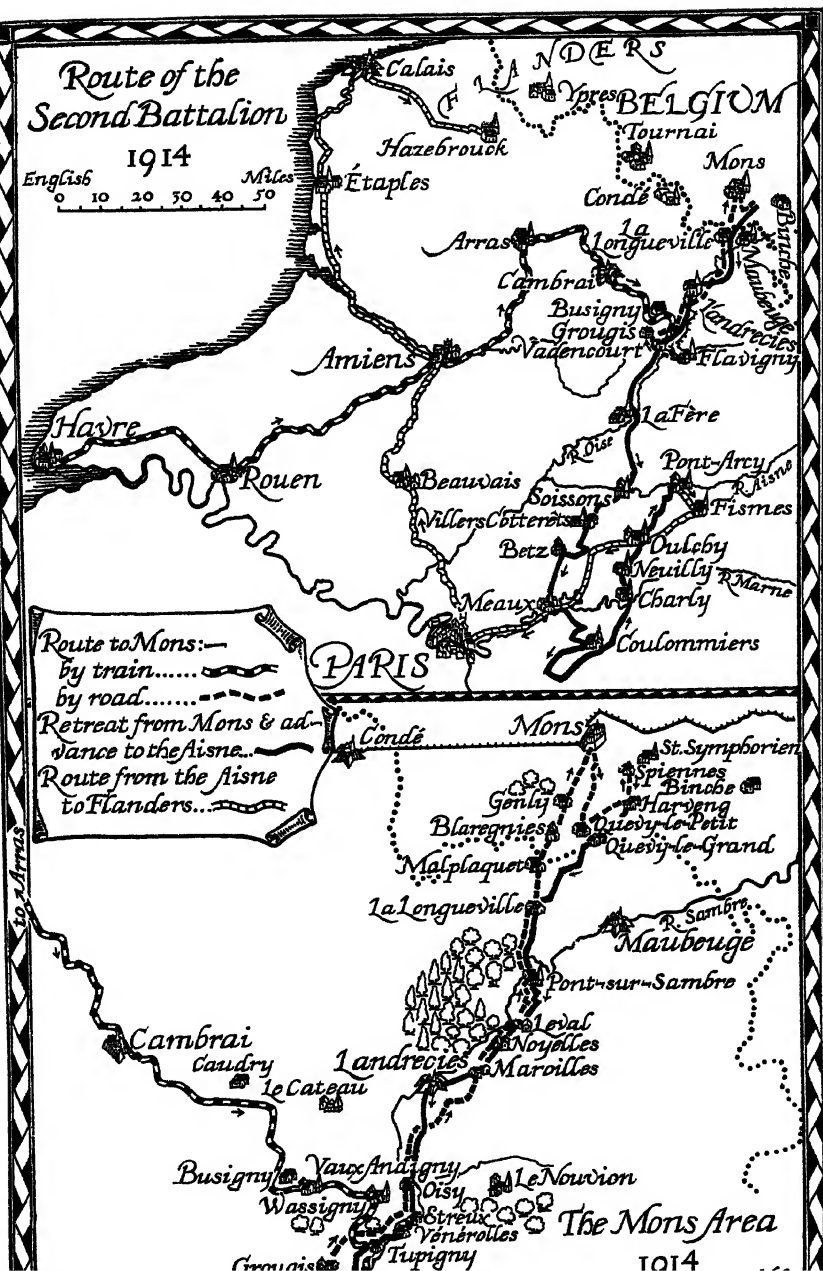 Route of the
Second Battalion
1914
English Miles
0 10 20 30 40 50
Calais
FLANDERS
Ypres
BELGIUM
Hazebrouck
Tournai
Mons
Étaples
Condé
Binche
La
Longueville
Arras
Maubeuge
Cambrai
Landrecies
Busigny
Grougis
Vadencourt
Flavigny
Amiens
Havre
La Fère
R. Oise
Pont-Arcy
R. Aisne
Rouen
Beauvais
Soissons
Fismes
Villers Cotterêts
Betz
Oulchy
Neuilly
R. Marne
Meaux
Charly
Coulommiers
PARIS
Route to Mons:—
by train......
by road.......
Retreat from Mons & ad-
vance to the Aisne...
Route from the Aisne
to Flanders...
Condé
Mons
St. Symphorien
Spiennes
Binche
Genly
Harveng
Blaregnies
Quevy-le-Petit
Quevy-le-Grand
Malplaquet
La Longueville
R. Sambre
Maubeuge
to Arras
Pont-sur-Sambre
Leval
Noyelles
Cambrai
Landrecies
Maroilles
Caudry
Le Cateau
Busigny
Vaux Andigny
Oisy
Le Nouvion
Wassigny
Étreux
Vénérolles
The Mons Area
Tupigny
1914
Grougis